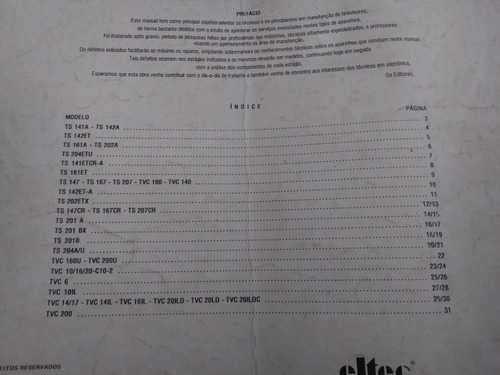 PREFÁCIO
Este manual tem como principal objetivo orientar os técnicos e os principiantes em manutenção de televisores,
de forma bastante didática com o intuito de aprimorar os serviços executados nestes tipos de aparelhos.
Foi elaborado após grande período de pesquisas feitas por profissionais das indústrias, técnicos altamente especializados, e professores
visando um aprimoramento na área de manutenção.
Os defeitos indicados facilitarão ao máximo os reparos, ampliando sobremaneira os conhecimentos técnicos sobre os aparelhos que constam neste manual.
Tais defeitos ocorrem nos estágios indicados e os mesmos deverão ser medidos, continuando logo em seguida
com a análise dos componentes de cada estágio.
Esperamos que esta obra venha contribuir com o dia-a-dia de trabalho e também venha de encontro aos interesses dos técnicos em eletrônica.
Os Editores.
ÍNDICE
MODELO PÁGINA
TS 141A - TS 142A 3
TS 142ET 4
TS 161A - TS 202A 5
TS 204ETU 6
TS 141ETCR-A 7
TS 161ET 8
TS 147 - TS 167 - TS 207 - TVC 100 - TVC 140 9
TS 142ET-A 10
TS 202ETX 11
TS 147CR - TS 167CR - TS 207CR 12/13
TS 201 A 14/15
TS 201 BX 16/17
TS 201B 18/19
TS 204A/U 20/21
TVC 160U - TVC 200U 22
TVC 10/16/20-C10-2 23/24
TVC 6 25/26
TVC 10IL 27/28
TVC 14/17 - TVC 14IL - TVC 16IL - TVC 20ILD - TVC 20LD - TVC 20ILDC 29/30
TVC 200 31
EITOS RESERVADOS
eltec®